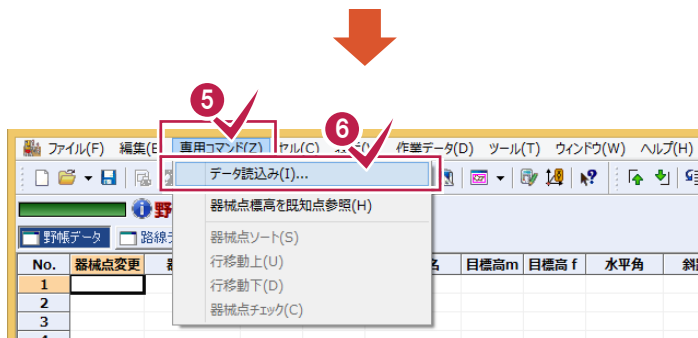 5
6
ファイル(F) 編集(E 専用コマンド(Z) セル(C) 作業データ(D) ツール(T) ウィンドウ(W) ヘルプ(H)
データ読込み(I)...
野
器械点標高を既知点参照(H)
野帳データ 路線デ
器械点ソート(S)
No. 器械点変更 器 名 目標高m 目標高 f 水平角 斜
行移動上(U)
1
行移動下(D)
2
器械点チェック(C)
3